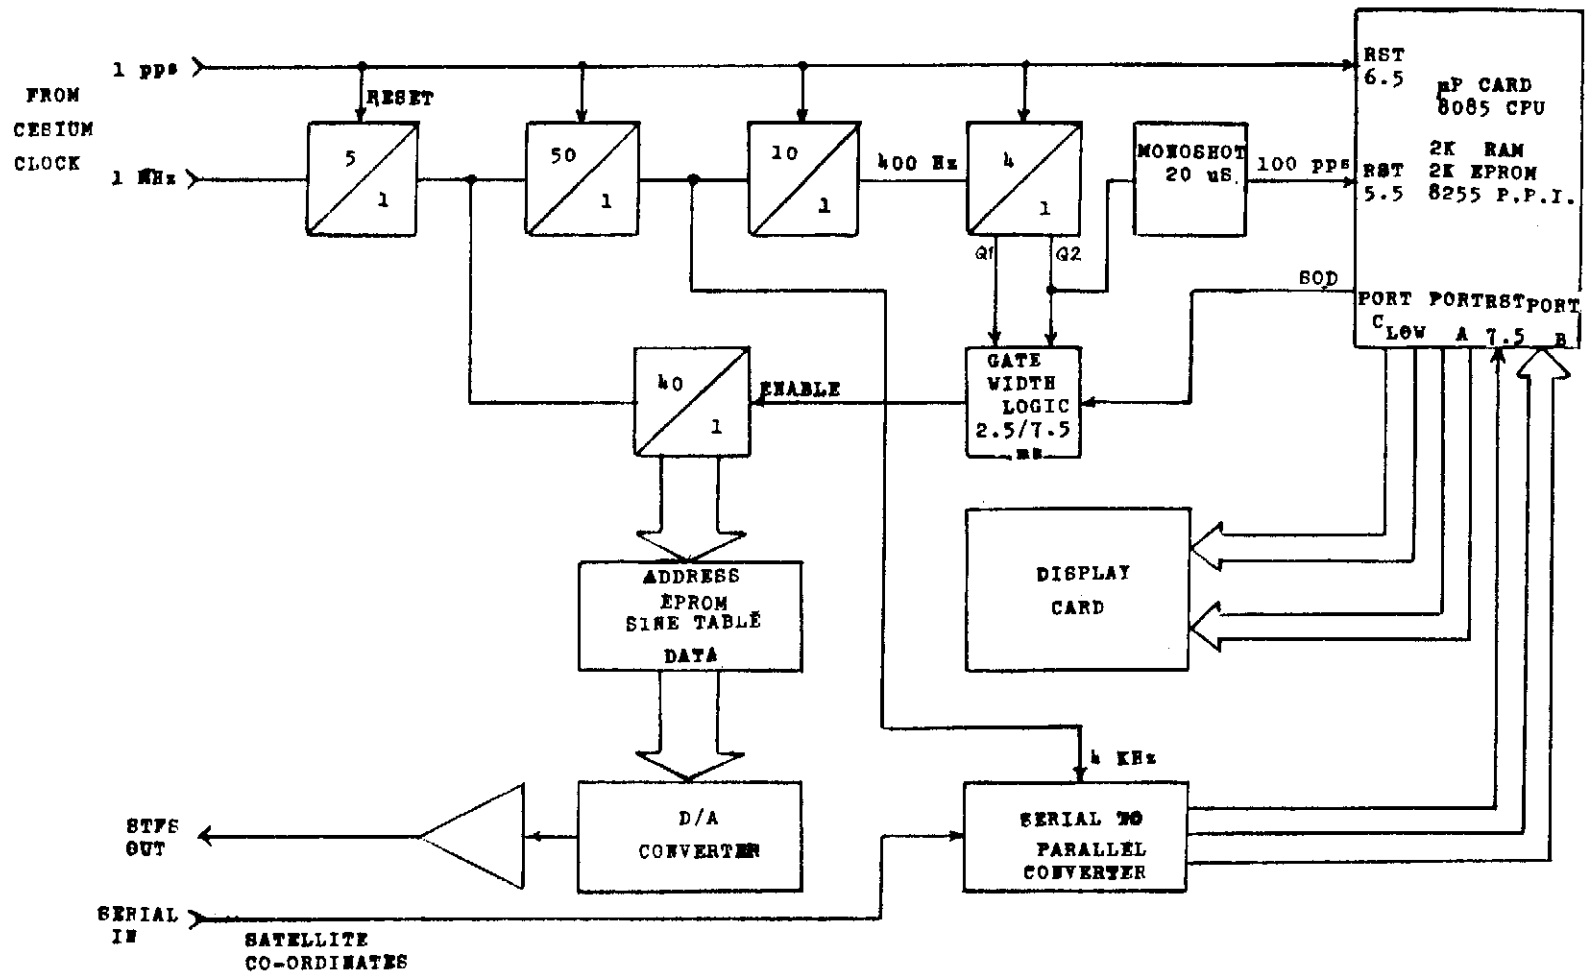 1 pps
FROM
CESIUM
CLOCK
1 MHz
RESET
5
1
50
1
10
1
400 Hz
4
1
MONOSHOT
20 uS.
100 pps
RST
6.5
µP CARD
8085 CPU
2K RAM
2K EPROM
8255 P.P.I.
RST
5.5
Q1
Q2
SOD
PORT
C LOW
PORT
A
RST
7.5
PORT
B
40
1
ENABLE
GATE
WIDTH
LOGIC
2.5/7.5
ms
ADDRESS
EPROM
SINE TABLE
DATA
DISPLAY
CARD
4 KHz
STFS
OUT
D/A
CONVERTER
SERIAL TO
PARALLEL
CONVERTER
SERIAL
IN
SATELLITE
CO-ORDINATES